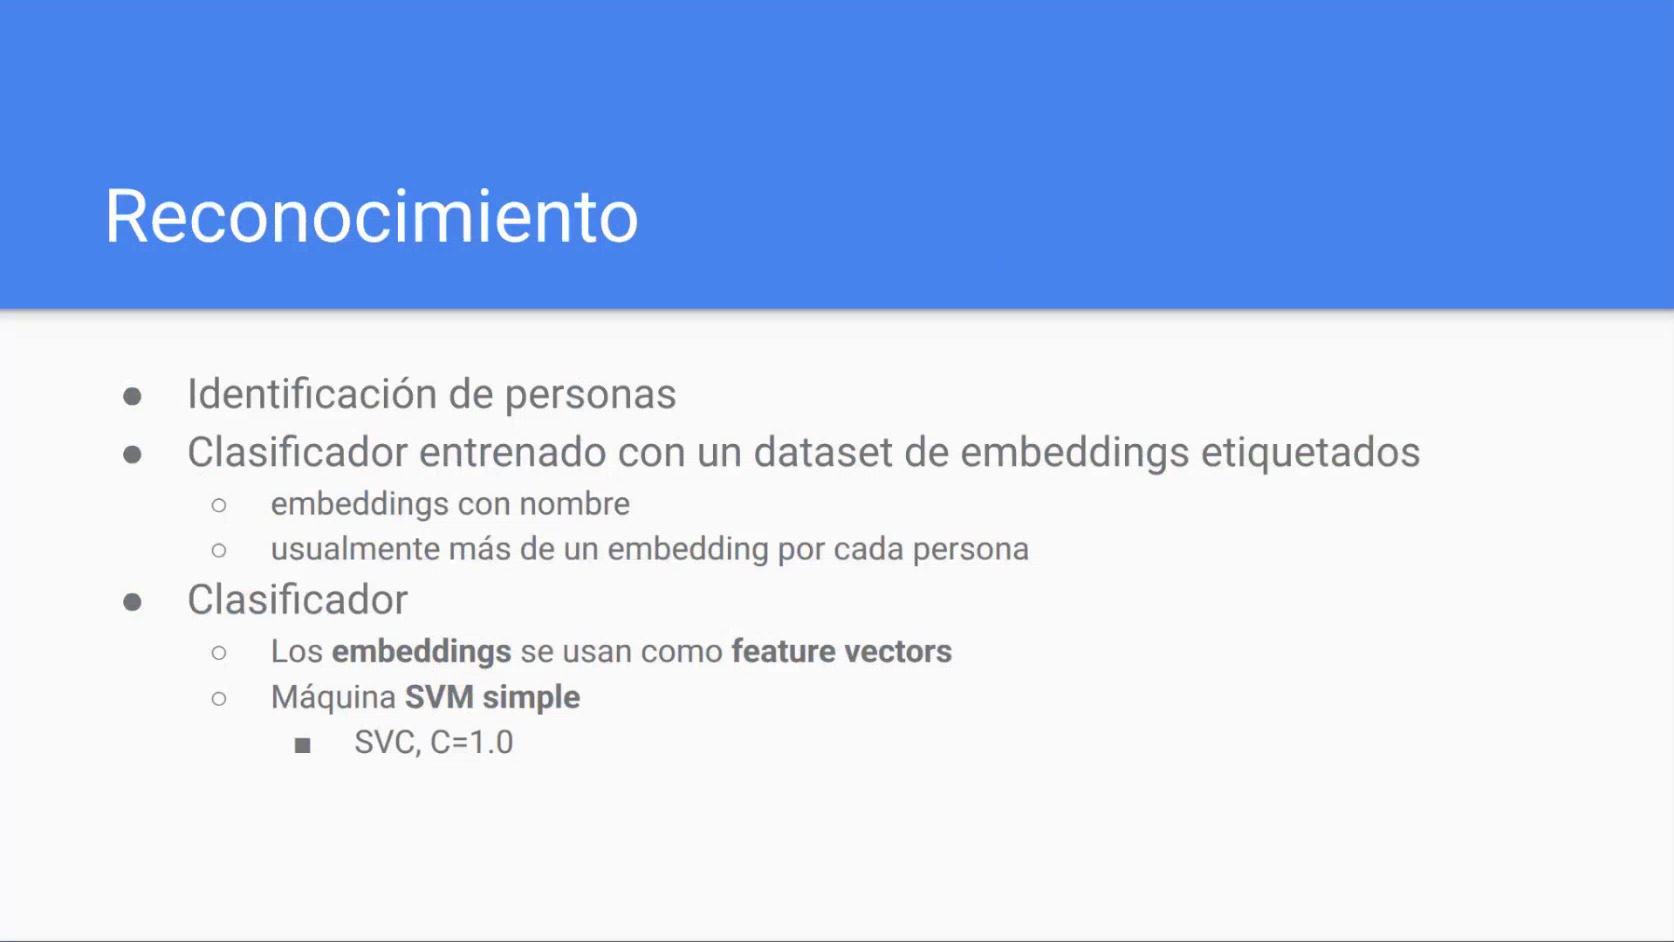 Reconocimiento
● Identificación de personas
● Clasificador entrenado con un dataset de embeddings etiquetados
○ embeddings con nombre
○ usualmente más de un embedding por cada persona
● Clasificador
○ Los embeddings se usan como feature vectors
○ Máquina SVM simple
■ SVC, C=1.0